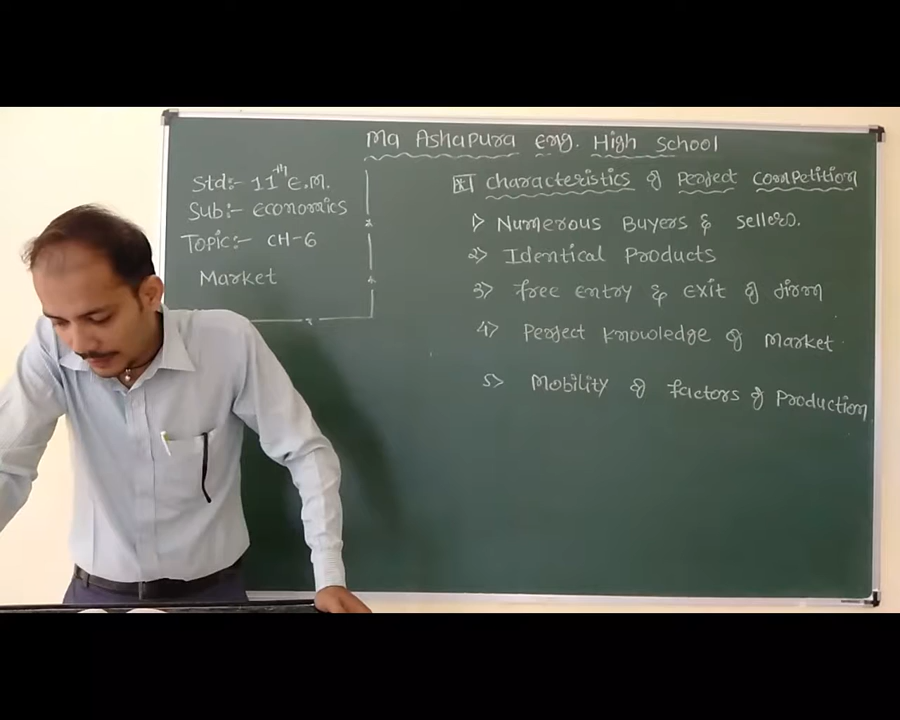 Ma Ashapura Eng. High School
Std:- 11th E.M.
Sub:- Economics
Topic:- CH-6
Market
* Characteristics of Perfect Competition
1> Numerous Buyers & Sellers.
2> Identical Products
3> Free entry & exit of firm
4> Perfect Knowledge of Market.
5> Mobility of factors of Production